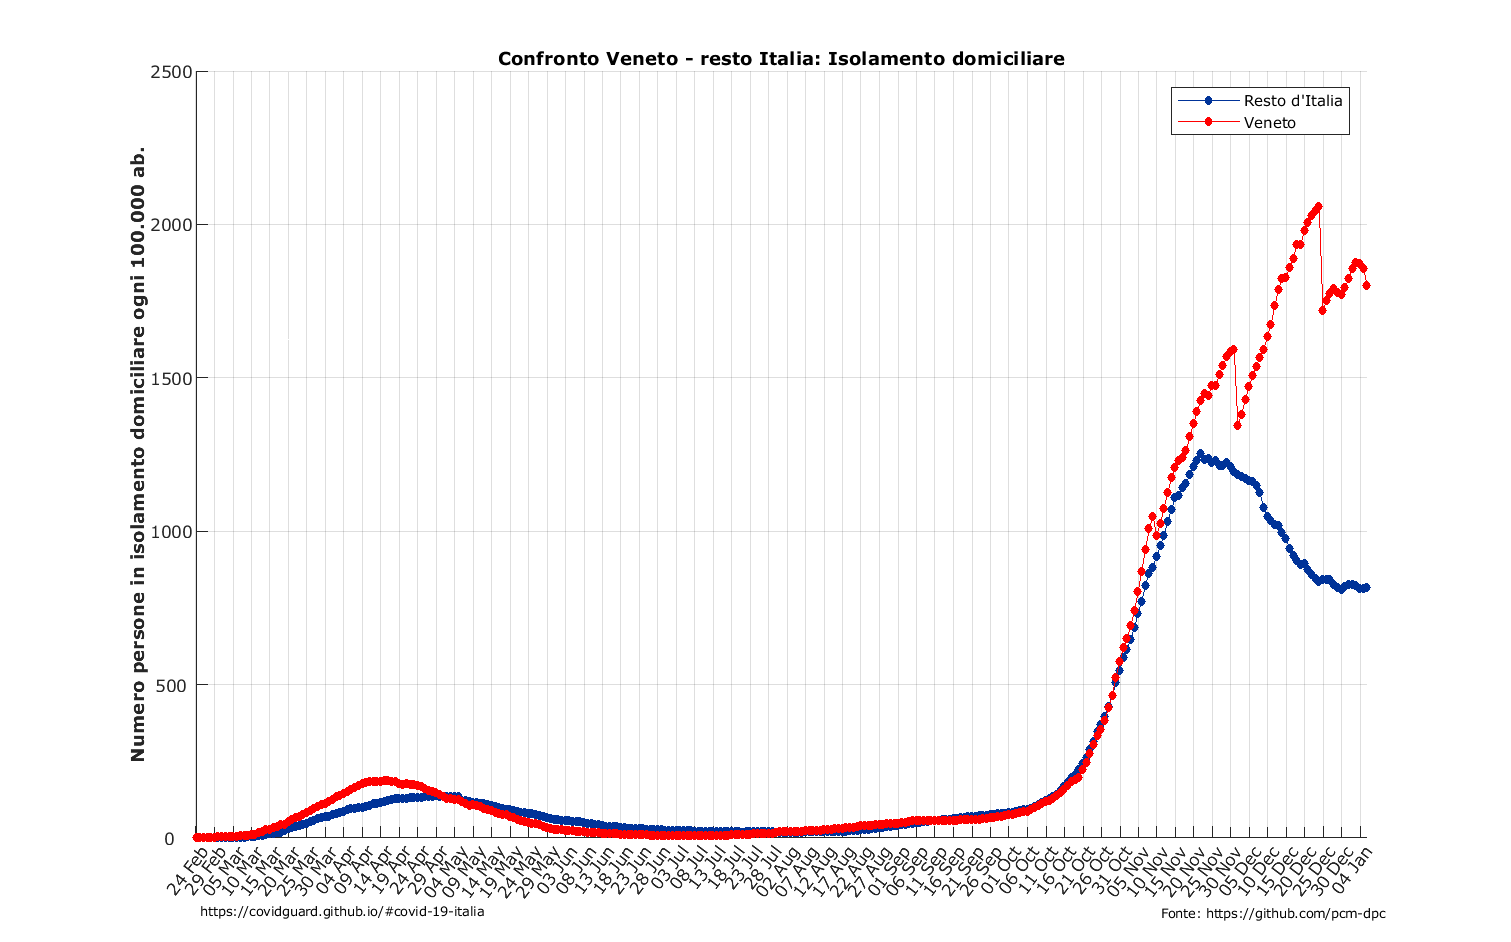 Confronto Veneto - resto Italia: Isolamento domiciliare
Numero persone in isolamento domiciliare ogni 100.000 ab.
2500
2000
1500
1000
500
0
Resto d'Italia
Veneto
24 Feb
29 Feb
05 Mar
10 Mar
15 Mar
20 Mar
25 Mar
30 Mar
04 Apr
09 Apr
14 Apr
19 Apr
24 Apr
29 Apr
04 May
09 May
14 May
19 May
24 May
29 May
03 Jun
08 Jun
13 Jun
18 Jun
23 Jun
28 Jun
03 Jul
08 Jul
13 Jul
18 Jul
23 Jul
28 Jul
02 Aug
07 Aug
12 Aug
17 Aug
22 Aug
27 Aug
01 Sep
06 Sep
11 Sep
16 Sep
21 Sep
26 Sep
01 Oct
06 Oct
11 Oct
16 Oct
21 Oct
26 Oct
31 Oct
05 Nov
10 Nov
15 Nov
20 Nov
25 Nov
30 Nov
05 Dec
10 Dec
15 Dec
20 Dec
25 Dec
30 Dec
04 Jan
https://covidguard.github.io/#covid-19-italia
Fonte: https://github.com/pcm-dpc